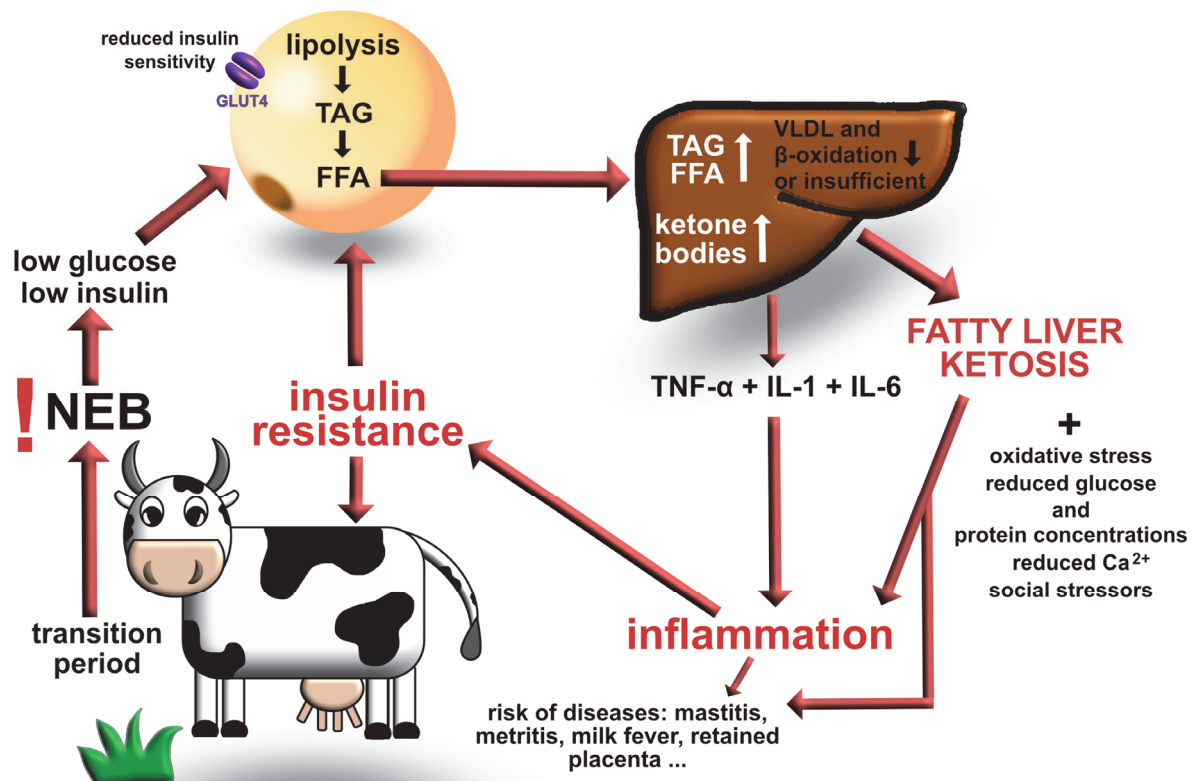 reduced insulin
sensitivity
GLUT4
lipolysis
TAG
FFA
TAG
FFA
VLDL and
β-oxidation
or insufficient
ketone
bodies
low glucose
low insulin
! NEB
transition
period
insulin
resistance
TNF-α + IL-1 + IL-6
FATTY LIVER
KETOSIS
+
oxidative stress
reduced glucose
and
protein concentrations
reduced Ca²⁺
social stressors
inflammation
risk of diseases: mastitis,
metritis, milk fever, retained
placenta ...